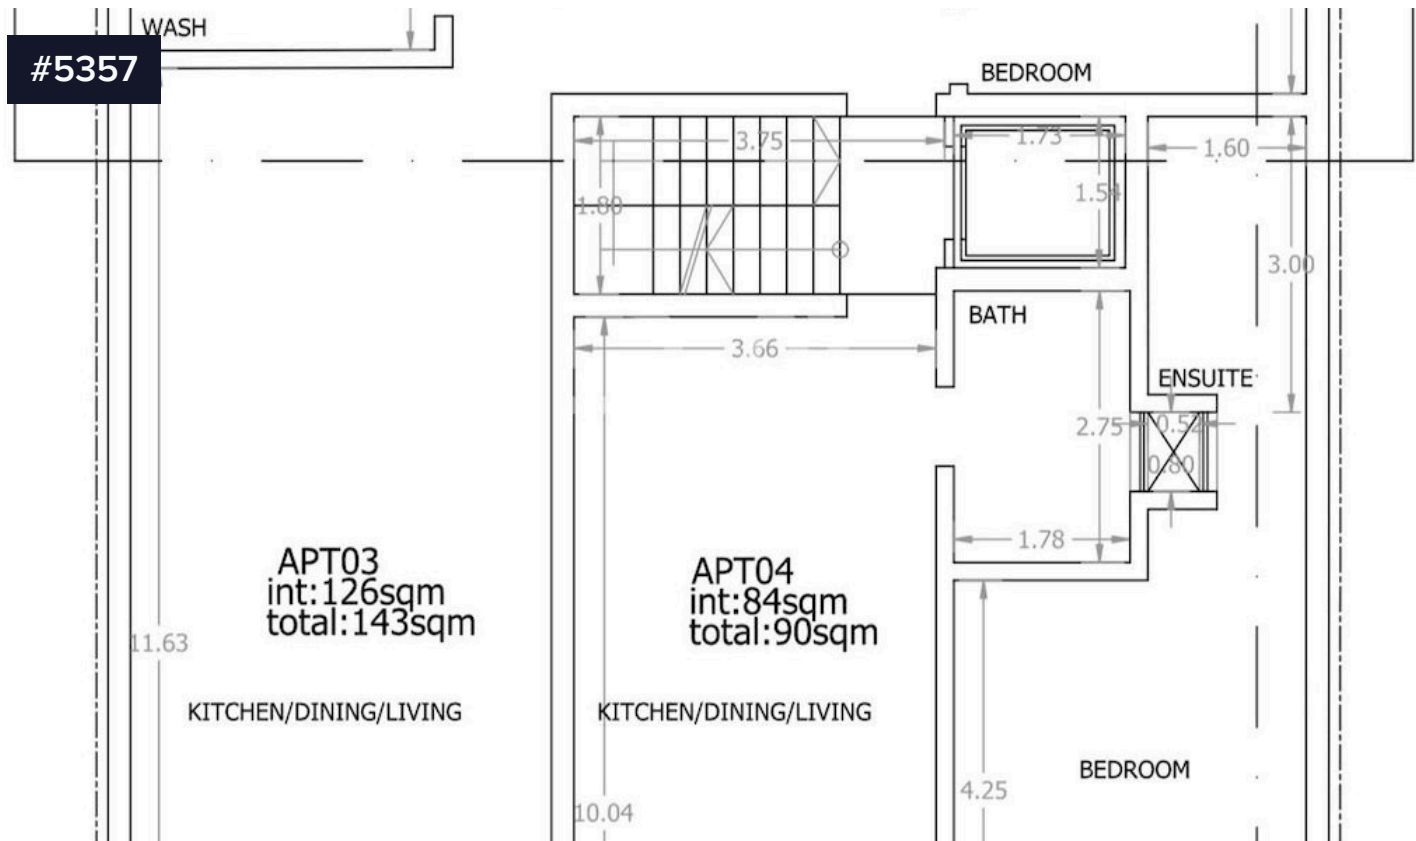 WASH
#5357
BEDROOM
3.75
1.73
1.60
1.80
1.54
3.00
BATH
3.66
ENSUITE
2.75
0.52
0.80
1.78
APT03
int:126sqm
total:143sqm
APT04
int:84sqm
total:90sqm
11.63
KITCHEN/DINING/LIVING
KITCHEN/DINING/LIVING
BEDROOM
4.25
10.04